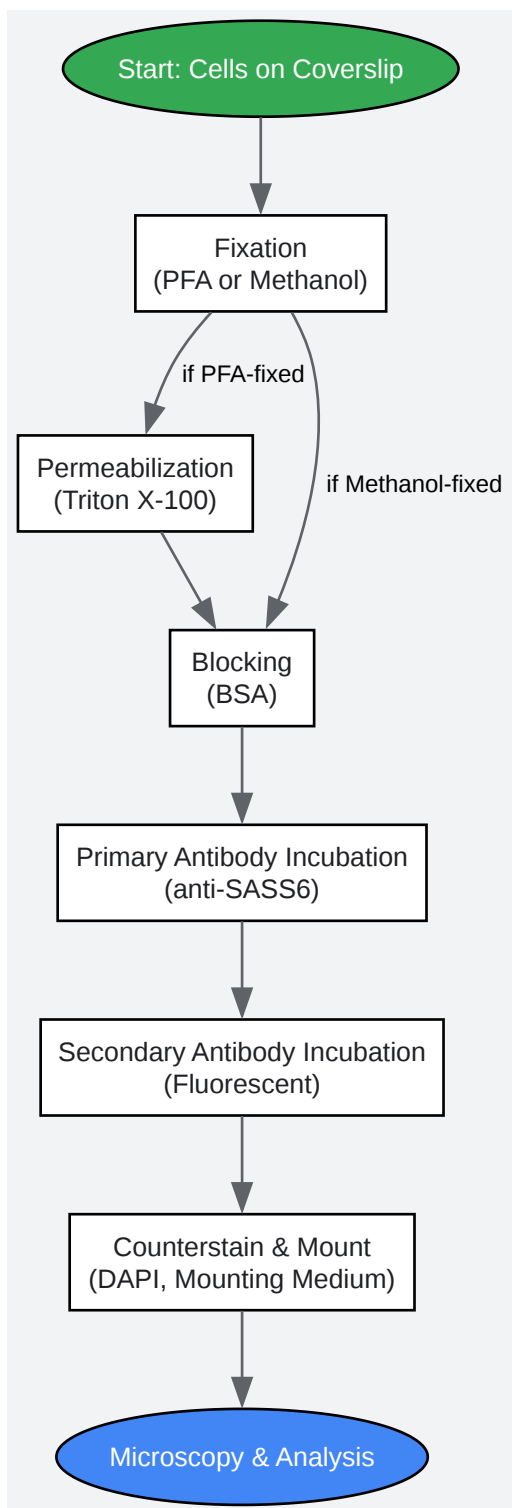 Start: Cells on Coverslip
Fixation
(PFA or Methanol)
if PFA-fixed
Permeabilization
(Triton X-100)
if Methanol-fixed
Blocking
(BSA)
Primary Antibody Incubation
(anti-SASS6)
Secondary Antibody Incubation
(Fluorescent)
Counterstain & Mount
(DAPI, Mounting Medium)
Microscopy & Analysis